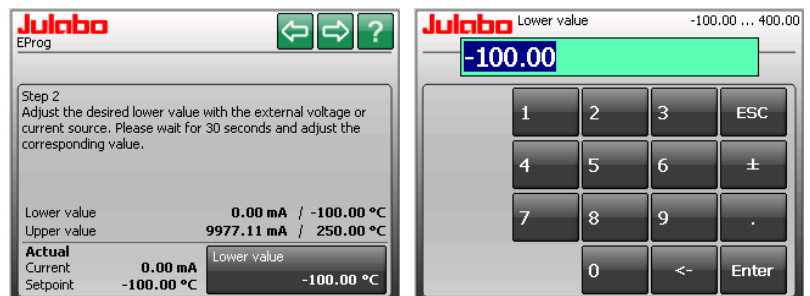 Julabo
EProg
?
Step 2
Adjust the desired lower value with the external voltage or
current source. Please wait for 30 seconds and adjust the
corresponding value.
Lower value 0.00 mA / -100.00 °C
Upper value 9977.11 mA / 250.00 °C
Actual
Current 0.00 mA
Setpoint -100.00 °C
Lower value
-100.00 °C
Julabo Lower value -100.00 ... 400.00
-100.00
1 2 3 ESC
4 5 6 ±
7 8 9 .
0 <- Enter